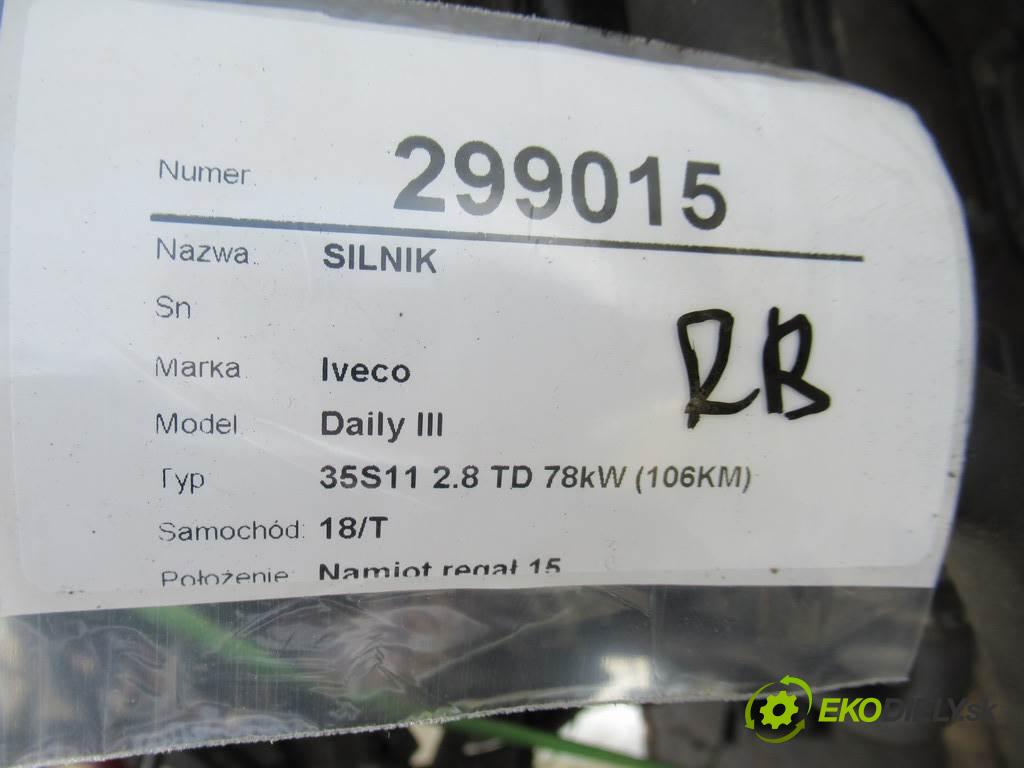 Numer 299015
Nazwa SILNIK
Sn
RB
Marka Iveco
Model Daily III
Typ 35S11 2.8 TD 78kW (106KM)
Samochód: 18/T
Położenie: Namiot regał 15
EKODIELY.sk